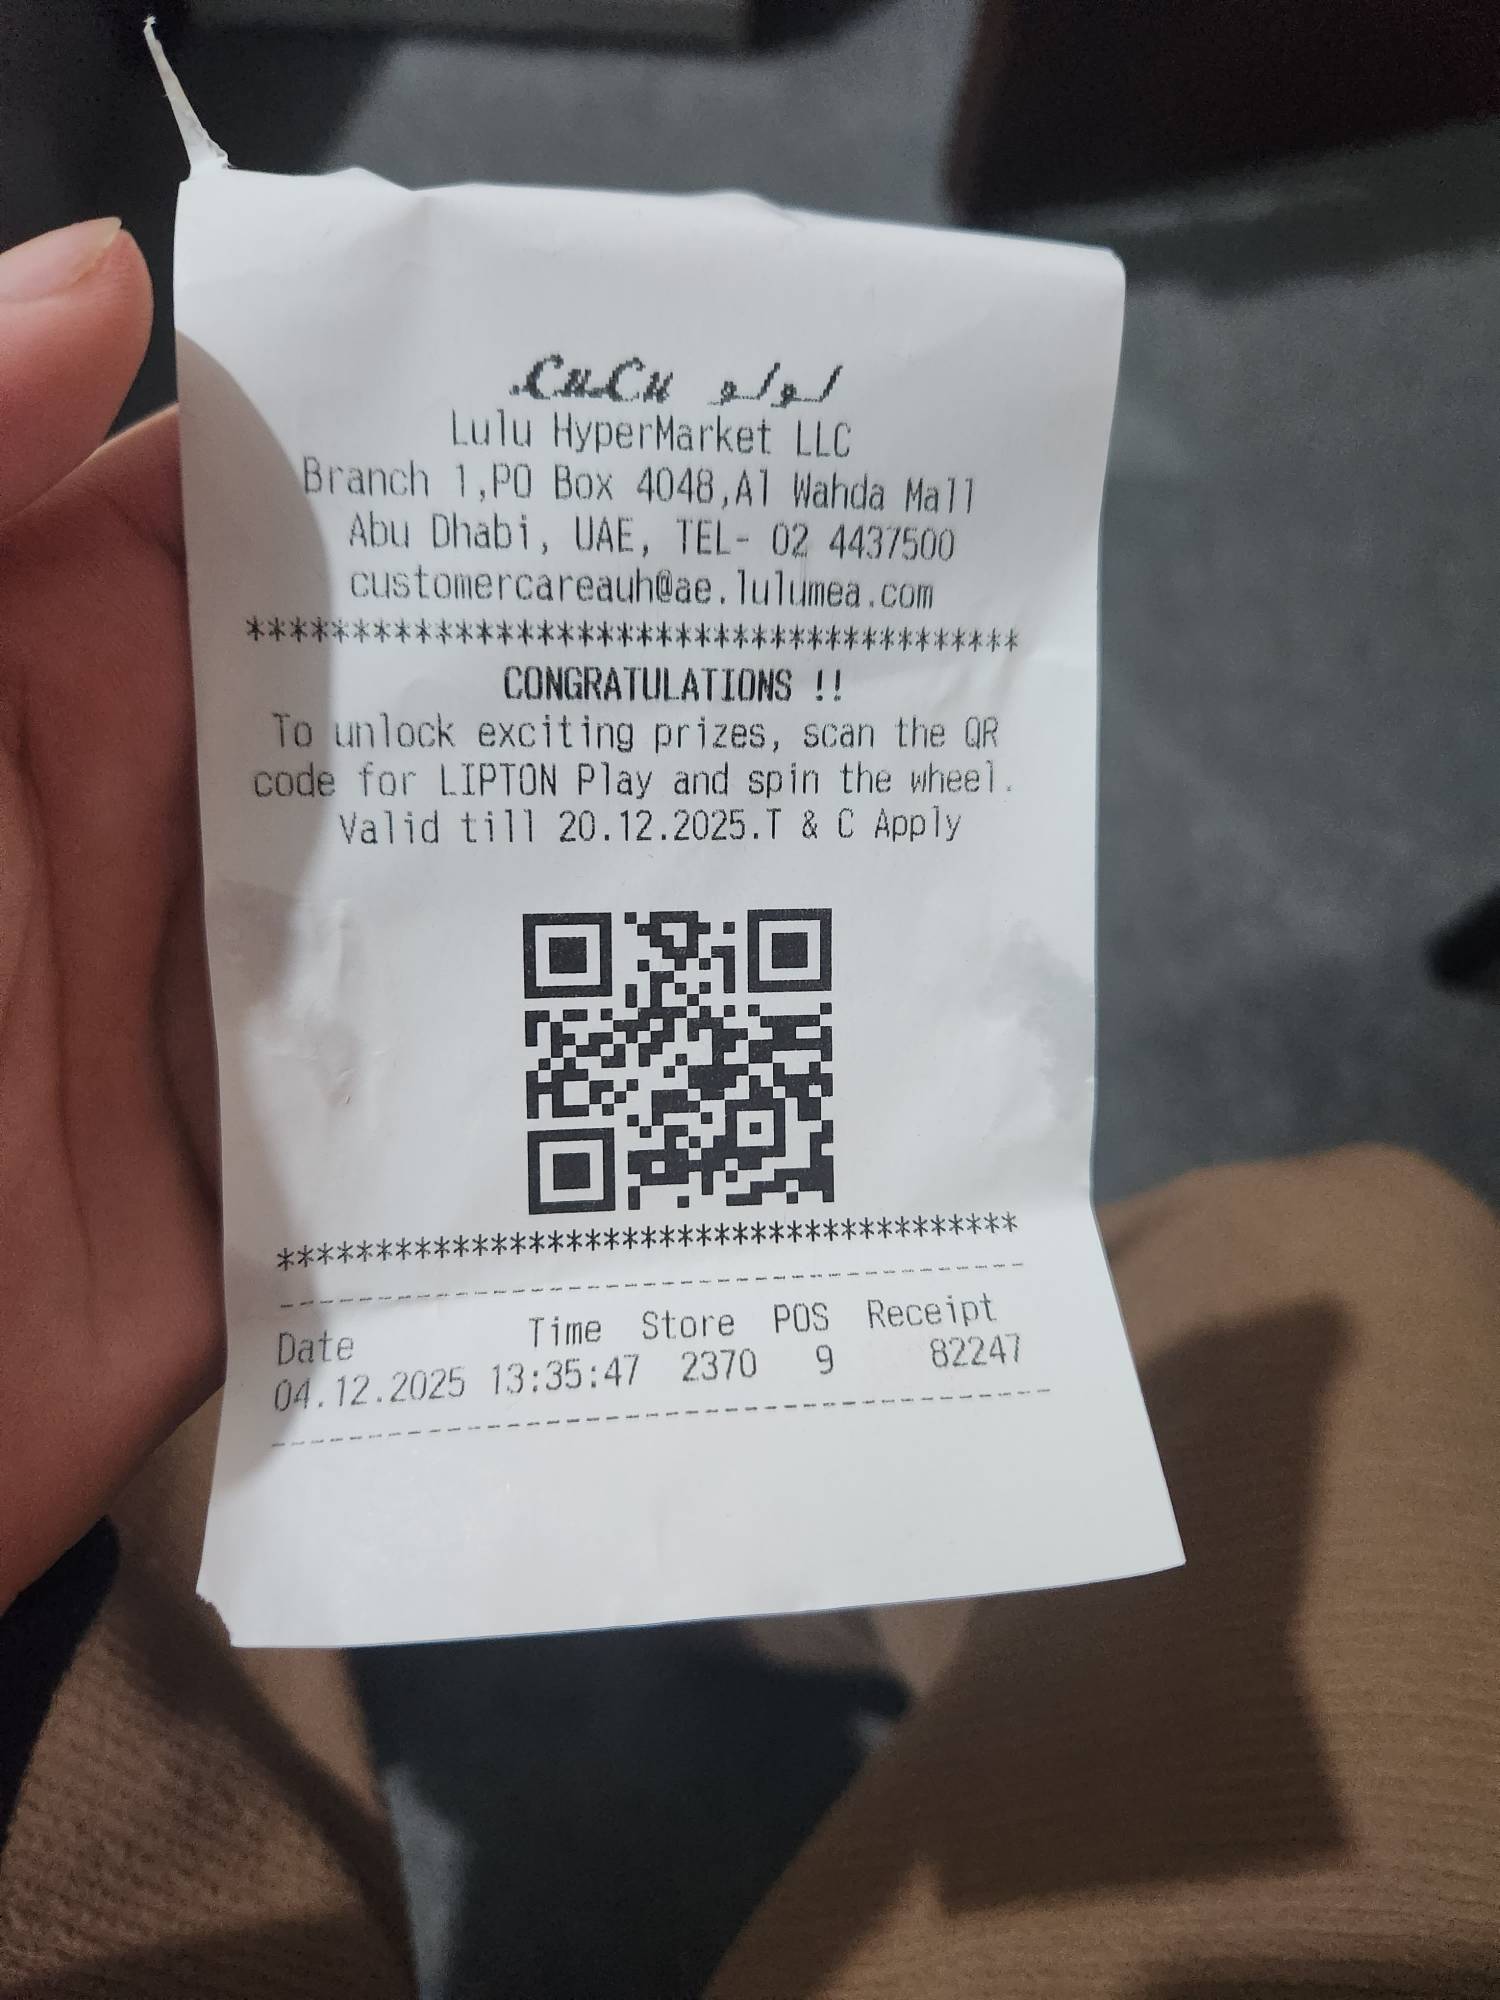 LuLu لولو
Lulu HyperMarket LLC
Branch 1,PO Box 4048,Al Wahda Mall
Abu Dhabi, UAE, TEL- 02 4437500
customercareauh@ae.lulumea.com
****************************************
CONGRATULATIONS !!
To unlock exciting prizes, scan the QR
code for LIPTON Play and spin the wheel.
Valid till 20.12.2025.T & C Apply
****************************************
----------------------------------------
Date Time Store POS Receipt
04.12.2025 13:35:47 2370 9 82247
----------------------------------------